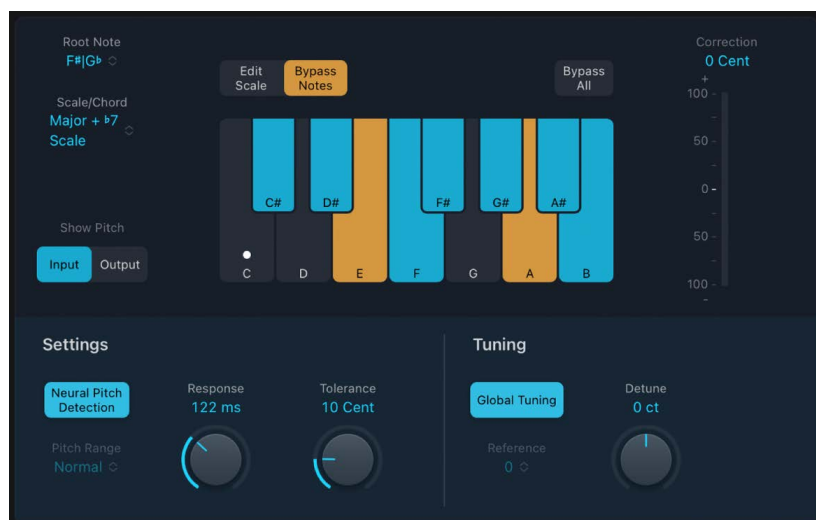 Root Note
F#|G♭
Scale/Chord
Major + ♭7
Scale
Show Pitch
Input
Output
Edit
Scale
Bypass
Notes
Bypass
All
C#
D#
F#
G#
A#
C
D
E
F
G
A
B
Correction
0 Cent
+
100 -
-
50 -
-
0 -
-
50 -
-
100 -
-
Settings
Neural Pitch
Detection
Pitch Range
Normal
Response
122 ms
Tolerance
10 Cent
Tuning
Global Tuning
Reference
0
Detune
0 ct